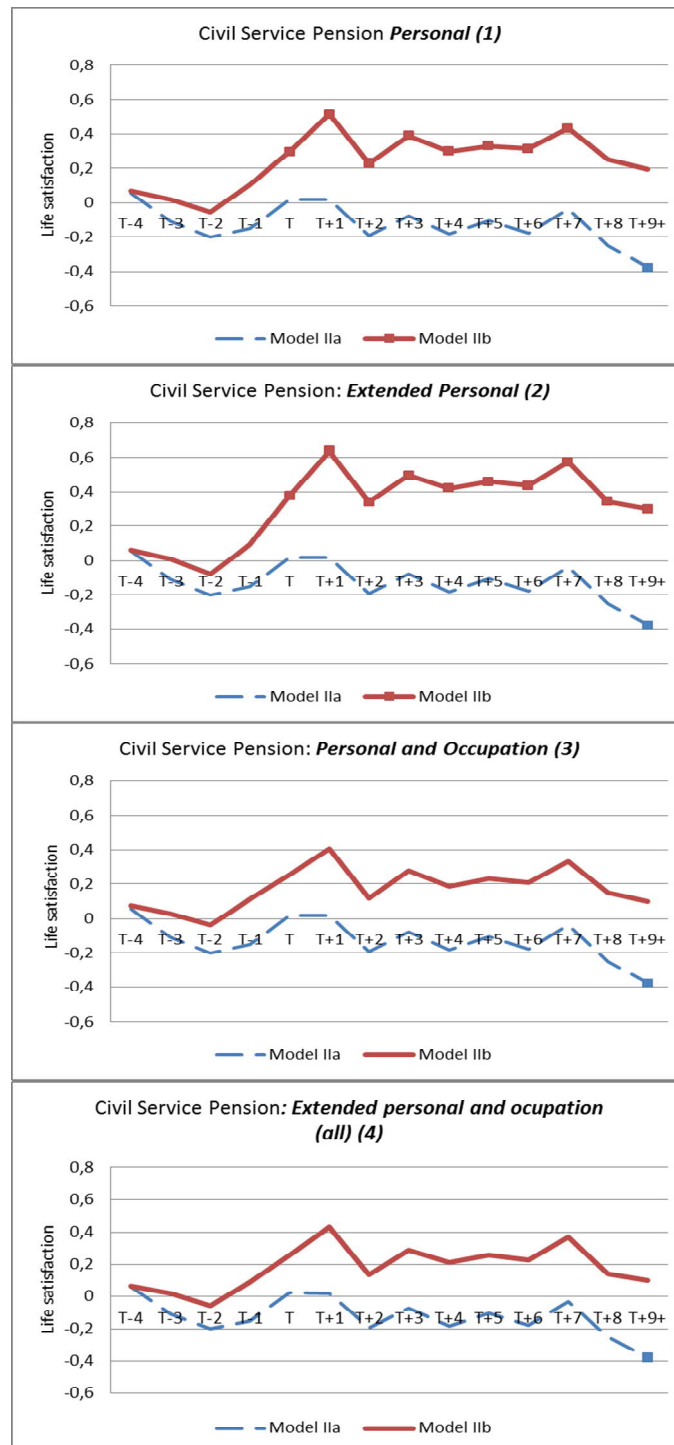 Civil Service Pension Personal (1)
0,8
0,6
0,4
0,2
0
-0,2
-0,4
-0,6
Life satisfaction
T-4 T-3 T-2 T-1 T T+1 T+2 T+3 T+4 T+5 T+6 T+7 T+8 T+9+
Model IIa Model IIb
Civil Service Pension: Extended Personal (2)
0,8
0,6
0,4
0,2
0
-0,2
-0,4
-0,6
Life satisfaction
T-4 T-3 T-2 T-1 T T+1 T+2 T+3 T+4 T+5 T+6 T+7 T+8 T+9+
Model IIa Model IIb
Civil Service Pension: Personal and Occupation (3)
0,8
0,6
0,4
0,2
0
-0,2
-0,4
-0,6
Life satisfaction
T-4 T-3 T-2 T-1 T T+1 T+2 T+3 T+4 T+5 T+6 T+7 T+8 T+9+
Model IIa Model IIb
Civil Service Pension: Extended personal and ocupation
(all) (4)
0,8
0,6
0,4
0,2
0
-0,2
-0,4
-0,6
Life satisfaction
T-4 T-3 T-2 T-1 T T+1 T+2 T+3 T+4 T+5 T+6 T+7 T+8 T+9+
Model IIa Model IIb